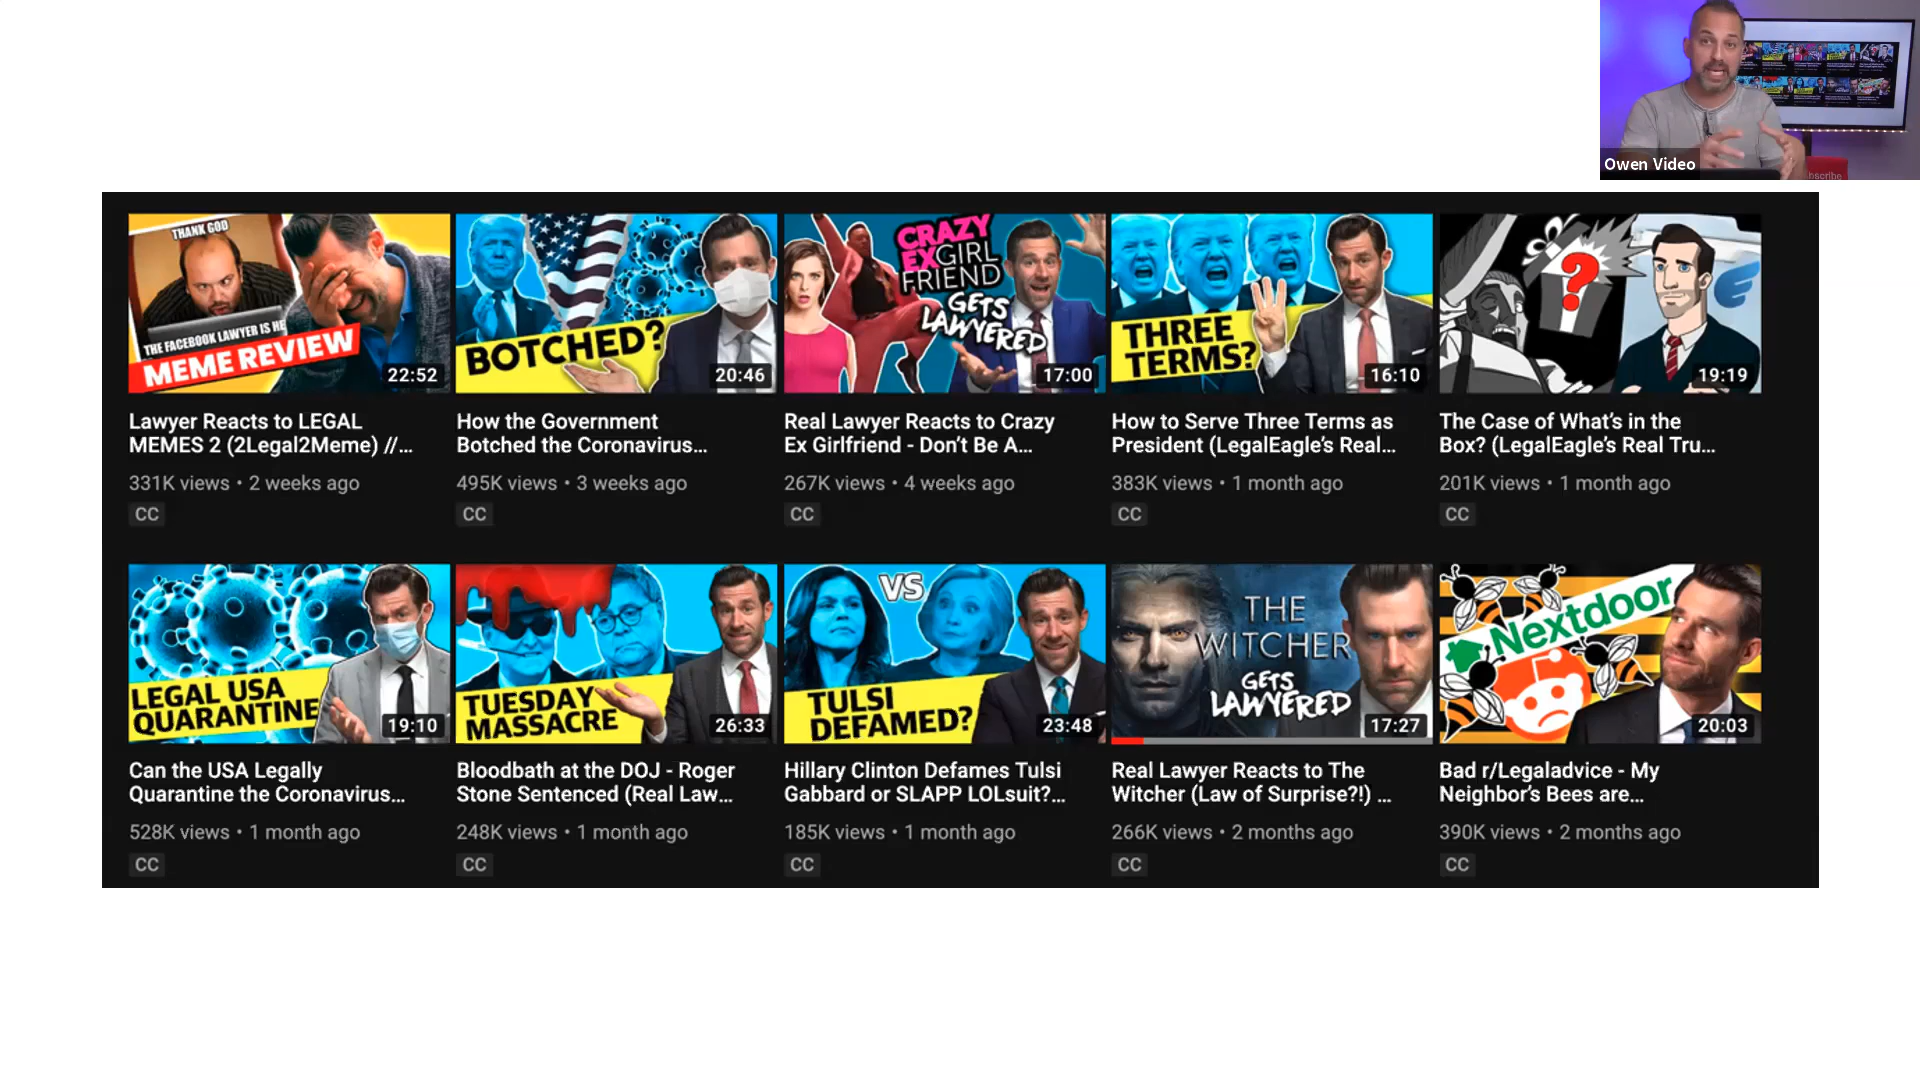 Owen Video
THANK GOD
THE FACEBOOK LAWYER IS HE
MEME REVIEW
22:52
Lawyer Reacts to LEGAL
MEMES 2 (2Legal2Meme) //...
331K views • 2 weeks ago
CC
BOTCHED?
20:46
How the Government
Botched the Coronavirus...
495K views • 3 weeks ago
CC
CRAZY
EXGIRL
FRIEND
GETS
LAWYERED
17:00
Real Lawyer Reacts to Crazy
Ex Girlfriend - Don't Be A...
267K views • 4 weeks ago
CC
THREE
TERMS?
16:10
How to Serve Three Terms as
President (LegalEagle's Real...
383K views • 1 month ago
CC
?
19:19
The Case of What's in the
Box? (LegalEagle's Real Tru...
201K views • 1 month ago
CC
LEGAL USA
QUARANTINE
19:10
Can the USA Legally
Quarantine the Coronavirus...
528K views • 1 month ago
CC
TUESDAY
MASSACRE
26:33
Bloodbath at the DOJ - Roger
Stone Sentenced (Real Law...
248K views • 1 month ago
CC
VS
TULSI
DEFAMED?
23:48
Hillary Clinton Defames Tulsi
Gabbard or SLAPP LOLsuit?...
185K views • 1 month ago
CC
THE
WITCHER
GETS
LAWYERED
17:27
Real Lawyer Reacts to The
Witcher (Law of Surprise?!) ...
266K views • 2 months ago
CC
Nextdoor
20:03
Bad r/Legaladvice - My
Neighbor's Bees are...
390K views • 2 months ago
CC